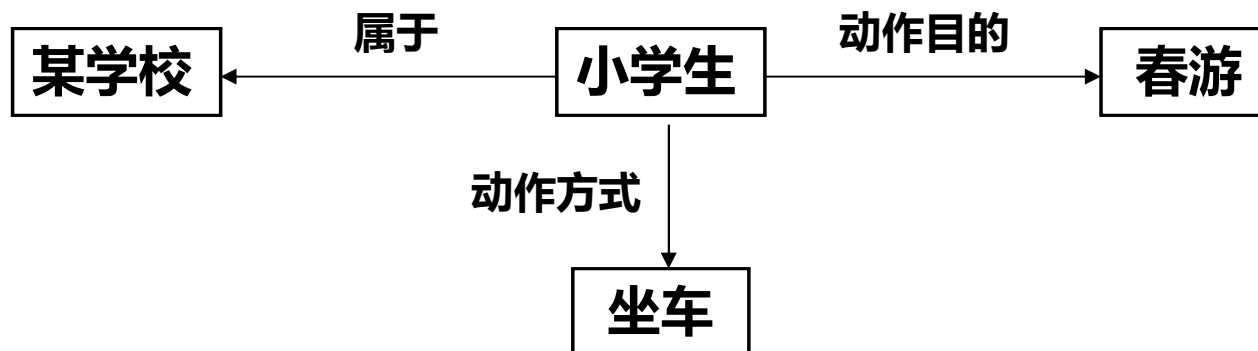 属于
动作目的
某学校
小学生
春游
动作方式
坐车